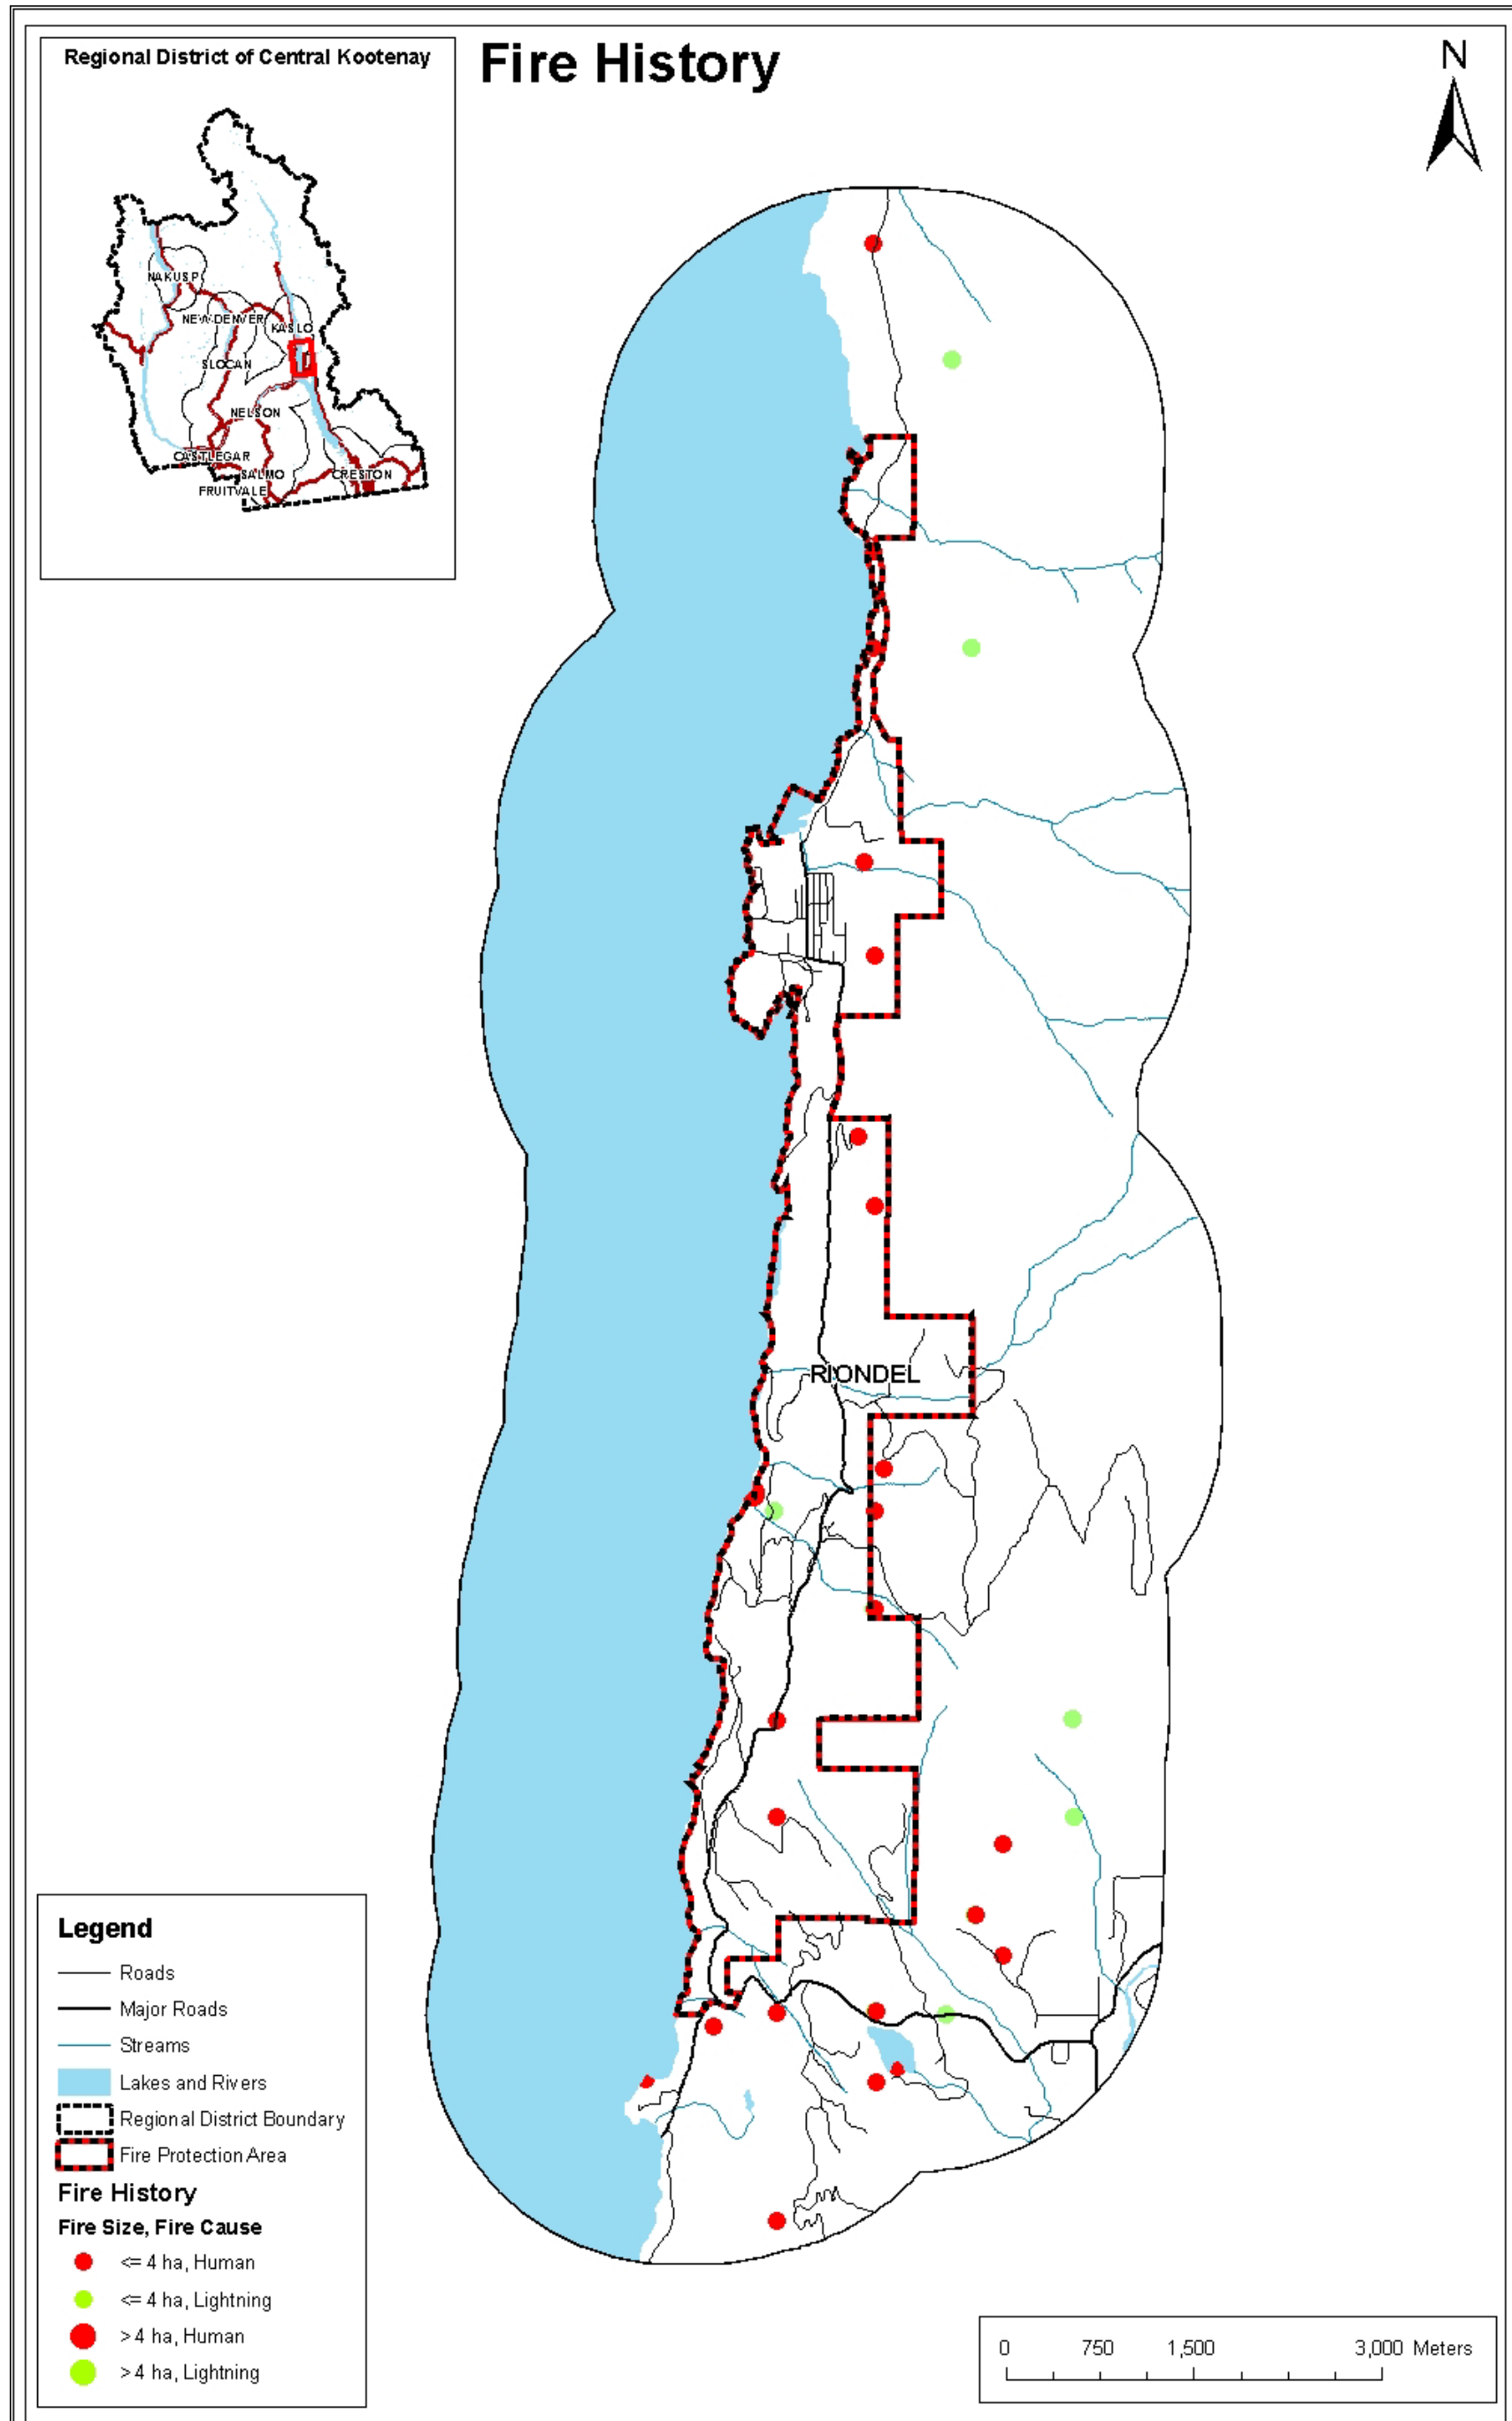 Regional District of Central Kootenay
Fire History
N
NAKUSP
NEW DENVER
KASLO
SLOCAN
NELSON
CASTLEGAR
SALMO
CRESTON
FRUITVALE
RIONDEL
Legend
Roads
Major Roads
Streams
Lakes and Rivers
Regional District Boundary
Fire Protection Area
Fire History
Fire Size, Fire Cause
<= 4 ha, Human
<= 4 ha, Lightning
> 4 ha, Human
> 4 ha, Lightning
0 750 1,500 3,000 Meters